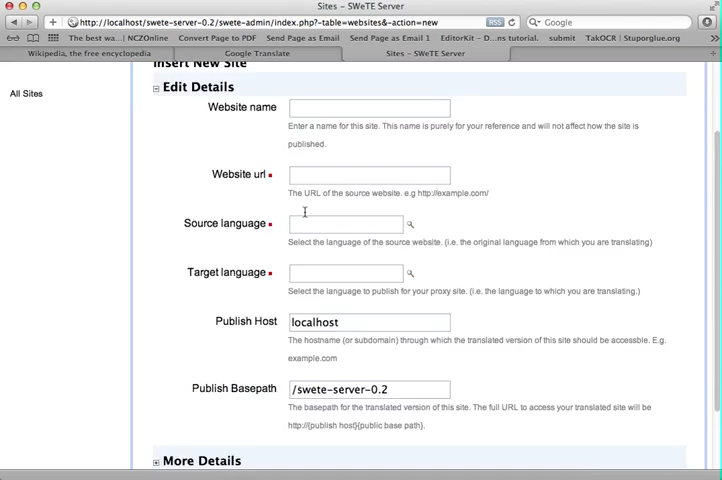 Sites – SWeTE Server
http://localhost/swete-server-0.2/swete-admin/index.php?-table=websites&-action=new
RSS
Google
The best wa... | NCZOnline Convert Page to PDF Send Page as Email Send Page as Email 1 EditorKit – D...ns tutorial. submit TakOCR | Stuporglue.org
Wikipedia, the free encyclopedia Google Translate Sites – SWeTE Server
Insert New Site
All Sites
Edit Details
Website name
Enter a name for this site. This name is purely for your reference and will not affect how the site is
published.
Website url
The URL of the source website. e.g http://example.com/
Source language
Select the language of the source website. (i.e. the original language from which you are translating)
Target language
Select the language to publish for your proxy site. (i.e. the language to which you are translating.)
Publish Host localhost
The hostname (or subdomain) through which the translated version of this site should be accessble. E.g.
example.com
Publish Basepath /swete-server-0.2
The basepath for the translated version of this site. The full URL to access your translated site will be
http://{publish host}{public base path}.
More Details